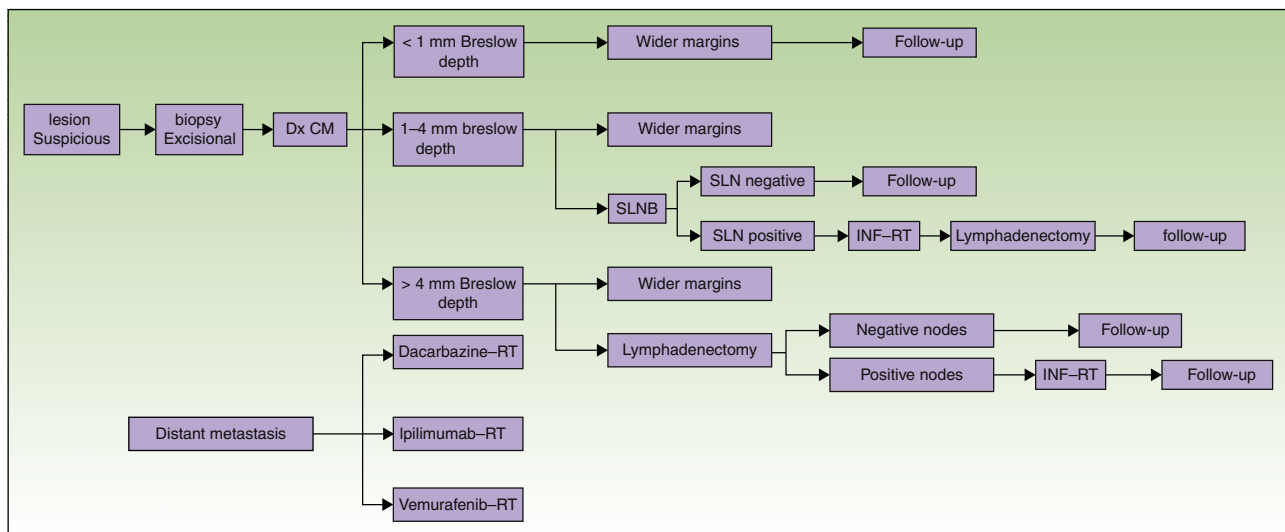 < 1 mm Breslow
depth
Wider margins
Follow-up
lesion
Suspicious
biopsy
Excisional
Dx CM
1–4 mm breslow
depth
Wider margins
SLNB
SLN negative
Follow-up
SLN positive
INF–RT
Lymphadenectomy
follow-up
> 4 mm Breslow
depth
Wider margins
Lymphadenectomy
Negative nodes
Follow-up
Positive nodes
INF–RT
Follow-up
Distant metastasis
Dacarbazine–RT
Ipilimumab–RT
Vemurafenib–RT